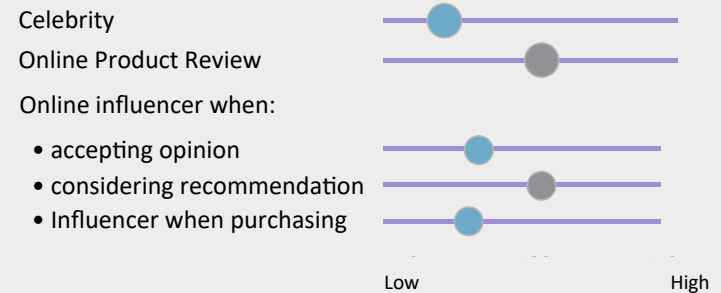 Celebrity
Online Product Review
Online influencer when:
• accepting opinion
• considering recommendation
• Influencer when purchasing
Low High